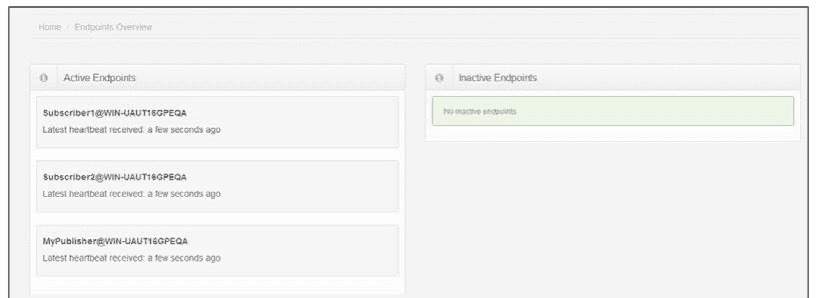 Home / Endpoints Overview
Active Endpoints
Subscriber1@WIN-UAUT16GPEQA
Latest heartbeat received: a few seconds ago
Subscriber2@WIN-UAUT16GPEQA
Latest heartbeat received: a few seconds ago
MyPublisher@WIN-UAUT16GPEQA
Latest heartbeat received: a few seconds ago
Inactive Endpoints
No inactive endpoints